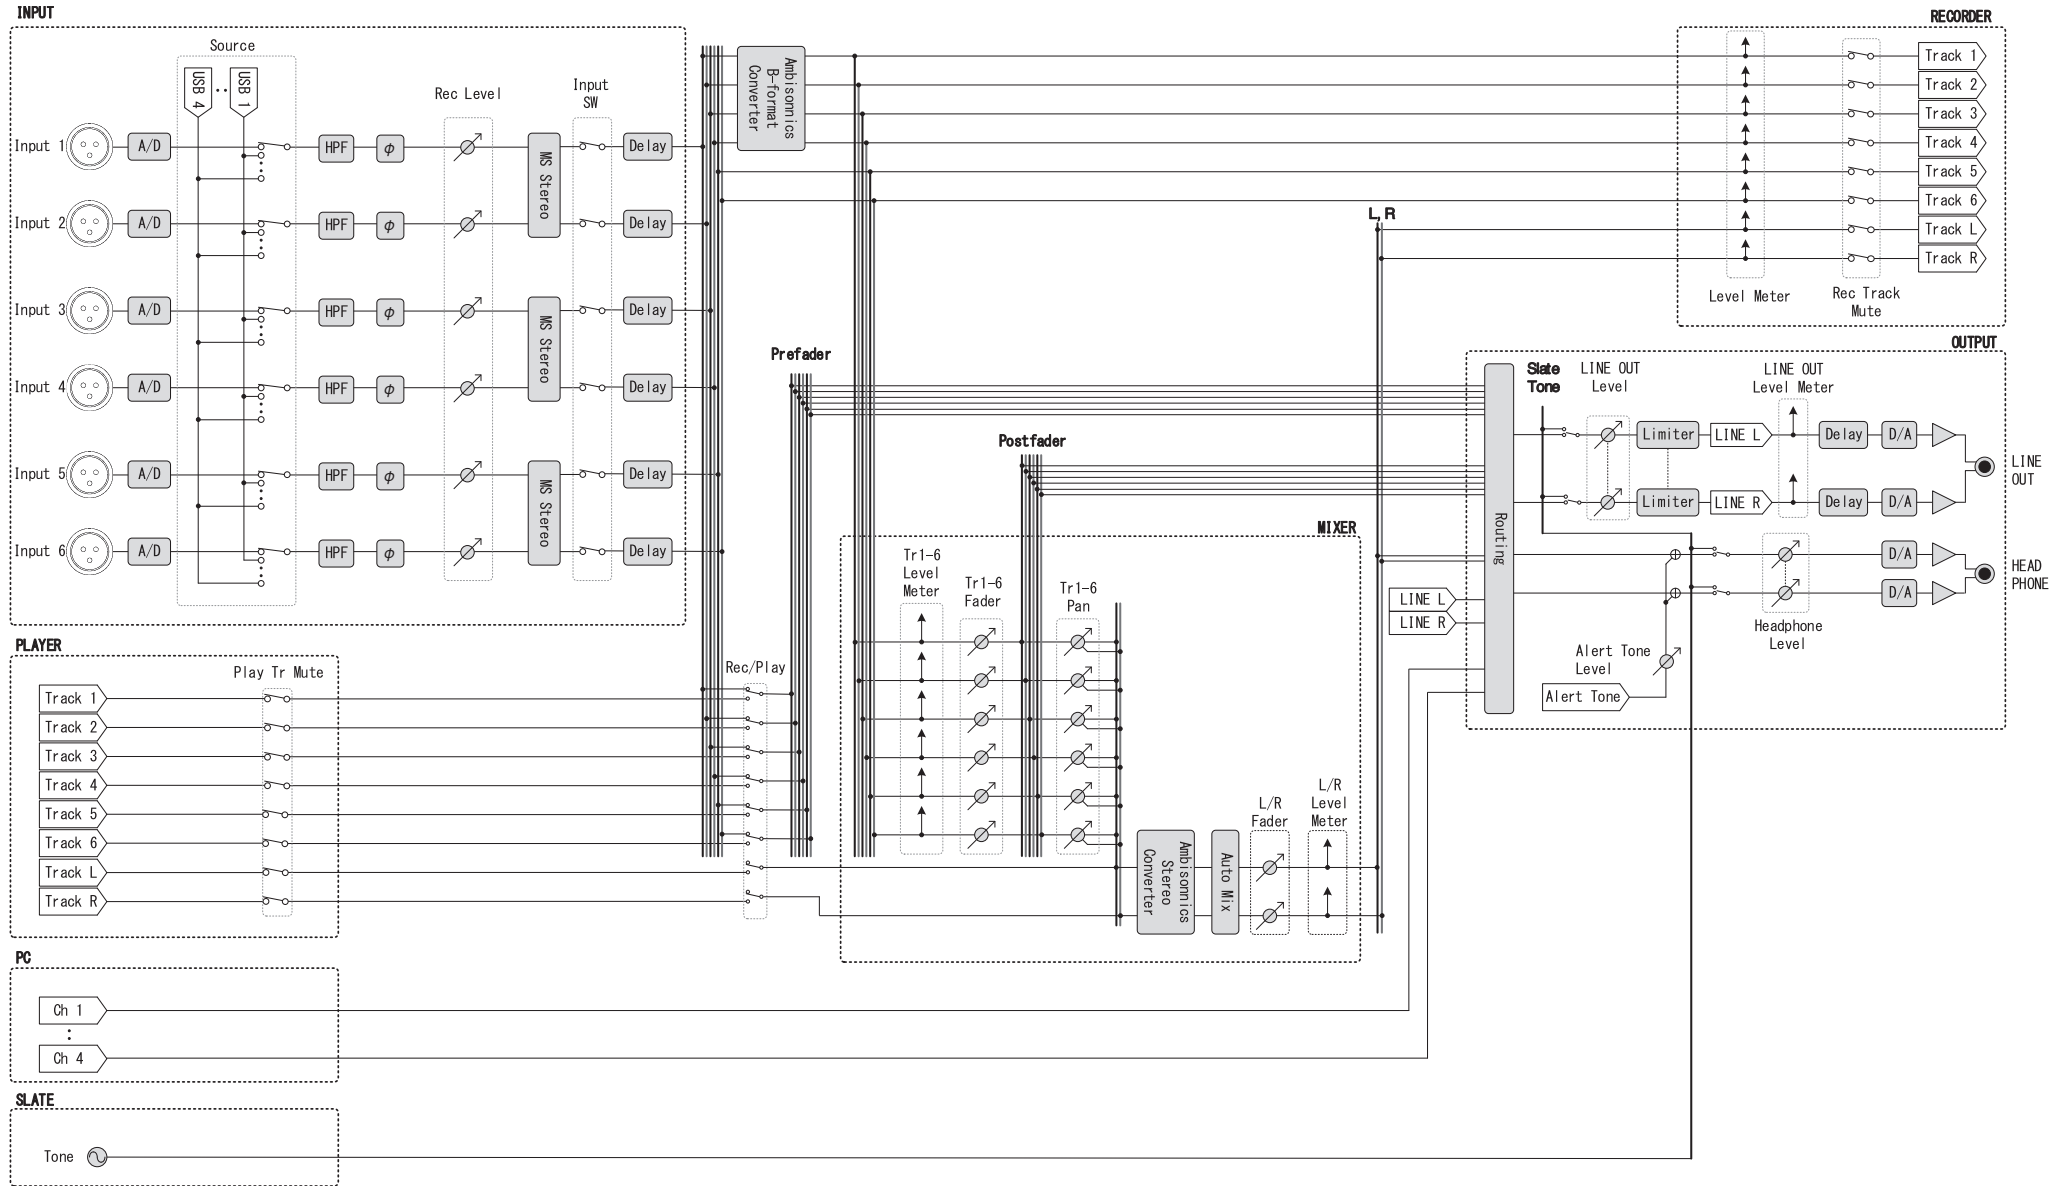 INPUT
Source
USB 4
USB 1
Rec Level
Input
SW
Input 1
A/D
HPF
φ
MS Stereo
Delay
Input 2
A/D
HPF
φ
Delay
Input 3
A/D
HPF
φ
MS Stereo
Delay
Input 4
A/D
HPF
φ
Delay
Input 5
A/D
HPF
φ
MS Stereo
Delay
Input 6
A/D
HPF
φ
Delay
Ambisonnics
B-format
Converter
RECORDER
Track 1
Track 2
Track 3
Track 4
Track 5
Track 6
Track L
Track R
Level Meter
Rec Track
Mute
L,R
Prefader
Postfader
OUTPUT
Routing
Slate
Tone
LINE OUT
Level
LINE OUT
Level Meter
Limiter
LINE L
Delay
D/A
Limiter
LINE R
Delay
D/A
LINE
OUT
D/A
D/A
HEAD
PHONE
Headphone
Level
Alert Tone
Level
Alert Tone
LINE L
LINE R
MIXER
Tr1-6
Level
Meter
Tr1-6
Fader
Tr1-6
Pan
Ambisonnics
Stereo
Converter
Auto Mix
L/R
Fader
L/R
Level
Meter
PLAYER
Play Tr Mute
Rec/Play
Track 1
Track 2
Track 3
Track 4
Track 5
Track 6
Track L
Track R
PC
Ch 1
Ch 4
SLATE
Tone